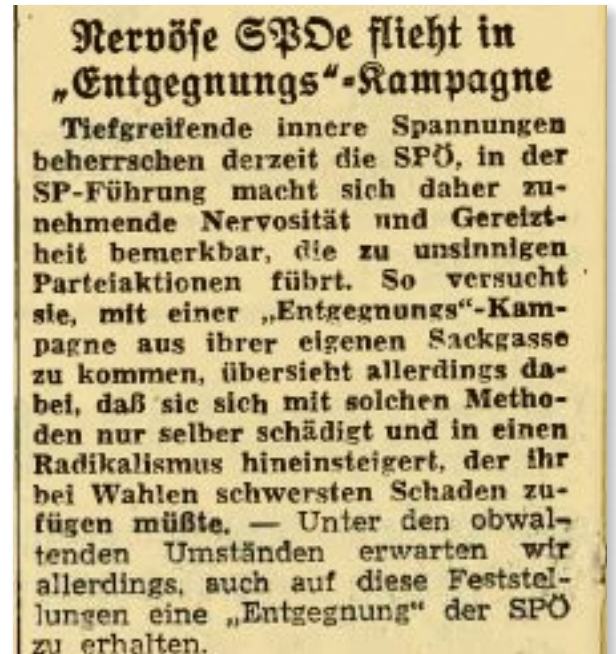 Nervöse SPOe flieht in
„Entgegnungs“-Kampagne
Tiefgreifende innere Spannungen
beherrschen derzeit die SPÖ, in der
SP-Führung macht sich daher zu-
nehmende Nervosität und Gereizt-
heit bemerkbar, die zu unsinnigen
Parteiaktionen führt. So versucht
sie, mit einer „Entgegnungs“-Kam-
pagne aus ihrer eigenen Sackgasse
zu kommen, übersieht allerdings da-
bei, daß sie sich mit solchen Metho-
den nur selber schädigt und in einen
Radikalismus hineinsteigert, der ihr
bei Wahlen schwersten Schaden zu-
fügen müßte. — Unter den obwal-
tenden Umständen erwarten wir
allerdings, auch auf diese Feststel-
lungen eine „Entgegnung“ der SPÖ
zu erhalten.